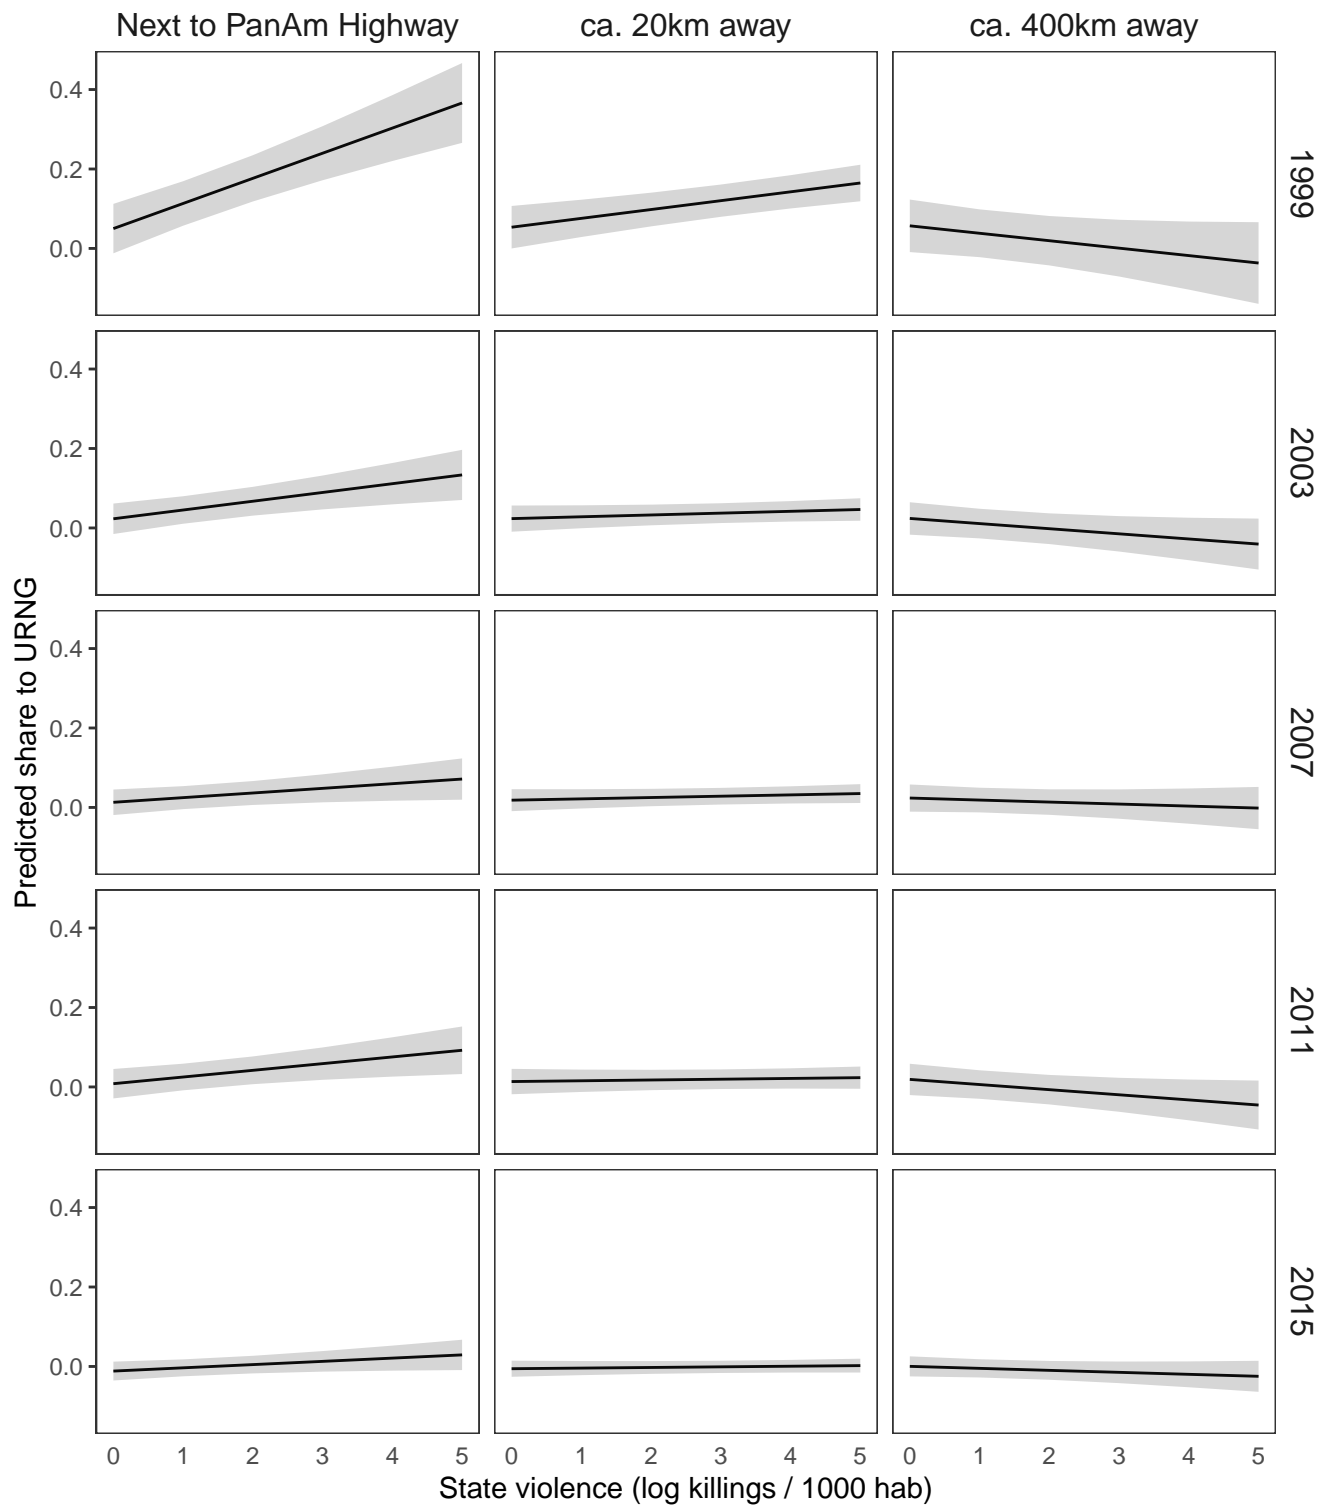 Next to PanAm Highway
ca. 20km away
ca. 400km away
0.4
0.2
0.0
1999
0.4
0.2
0.0
2003
0.4
0.2
0.0
2007
0.4
0.2
0.0
2011
0.4
0.2
0.0
2015
Predicted share to URNG
0 1 2 3 4 5
0 1 2 3 4 5
0 1 2 3 4 5
State violence (log killings / 1000 hab)